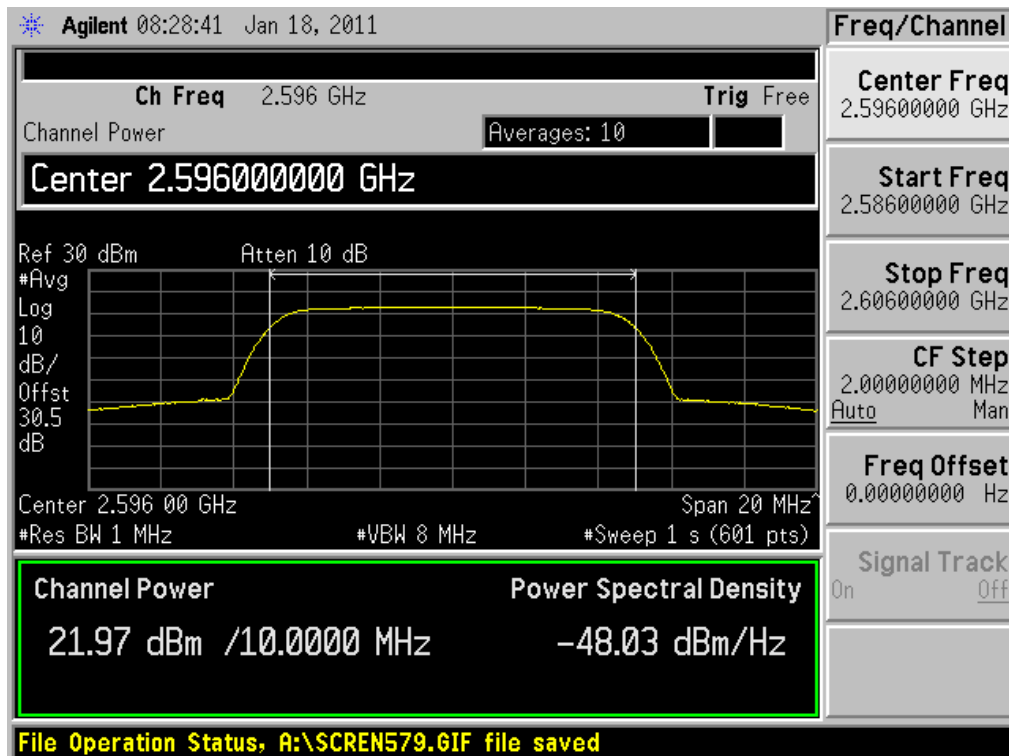 Agilent 08:28:41 Jan 18, 2011
Ch Freq 2.596 GHz Trig Free
Channel Power Averages: 10
Center 2.596000000 GHz
Ref 30 dBm Atten 10 dB
#Avg
Log
10
dB/
Offst
30.5
dB
Center 2.596 00 GHz Span 20 MHz^
#Res BW 1 MHz #VBW 8 MHz #Sweep 1 s (601 pts)
Channel Power Power Spectral Density
21.97 dBm /10.0000 MHz -48.03 dBm/Hz
File Operation Status, A:\SCREN579.GIF file saved
Freq/Channel
Center Freq
2.59600000 GHz
Start Freq
2.58600000 GHz
Stop Freq
2.60600000 GHz
CF Step
2.00000000 MHz
Auto Man
Freq Offset
0.00000000 Hz
Signal Track
On Off